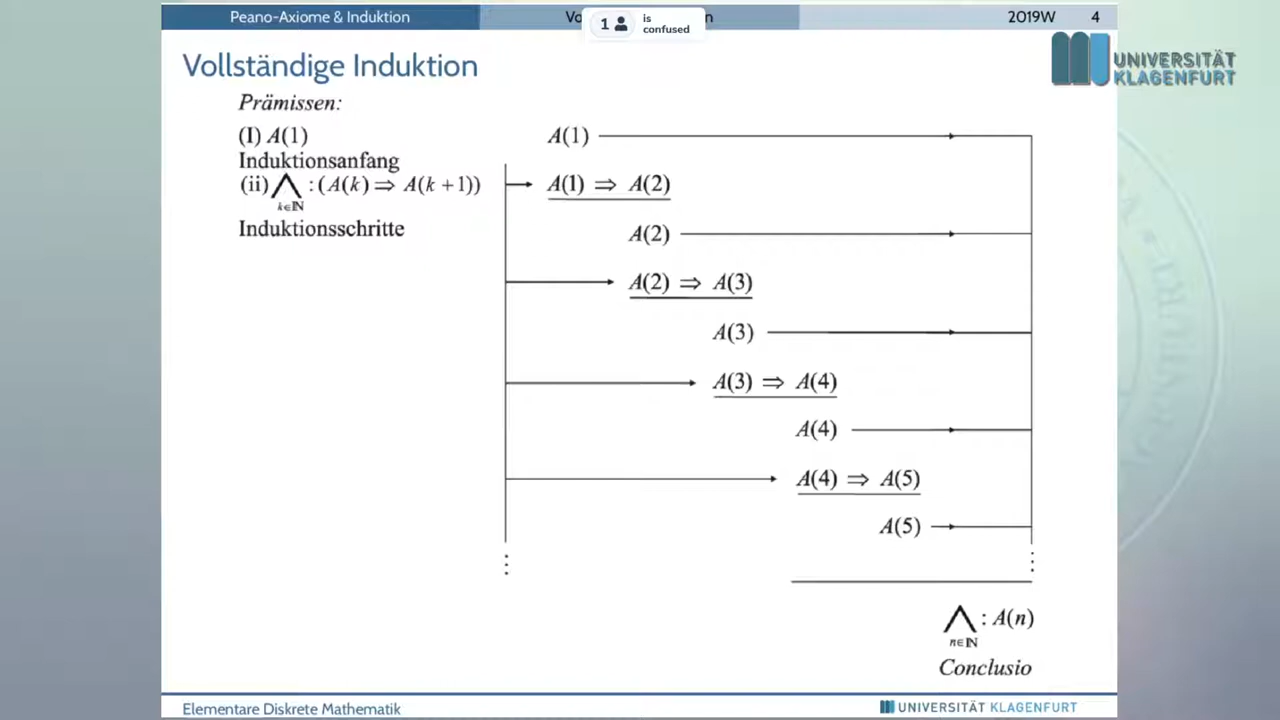 Peano-Axiome & Induktion
2019W 4
1 is confused
Vollständige Induktion
UNIVERSITÄT
KLAGENFURT
Prämissen:
(I) A(1)
Induktionsanfang
(ii) ⋀ : (A(k) ⇒ A(k + 1))
k∈ℕ
Induktionsschritte
A(1)
A(1) ⇒ A(2)
A(2)
A(2) ⇒ A(3)
A(3)
A(3) ⇒ A(4)
A(4)
A(4) ⇒ A(5)
A(5)
⋮ ⋮
⋀ : A(n)
n∈ℕ
Conclusio
Elementare Diskrete Mathematik
UNIVERSITÄT KLAGENFURT